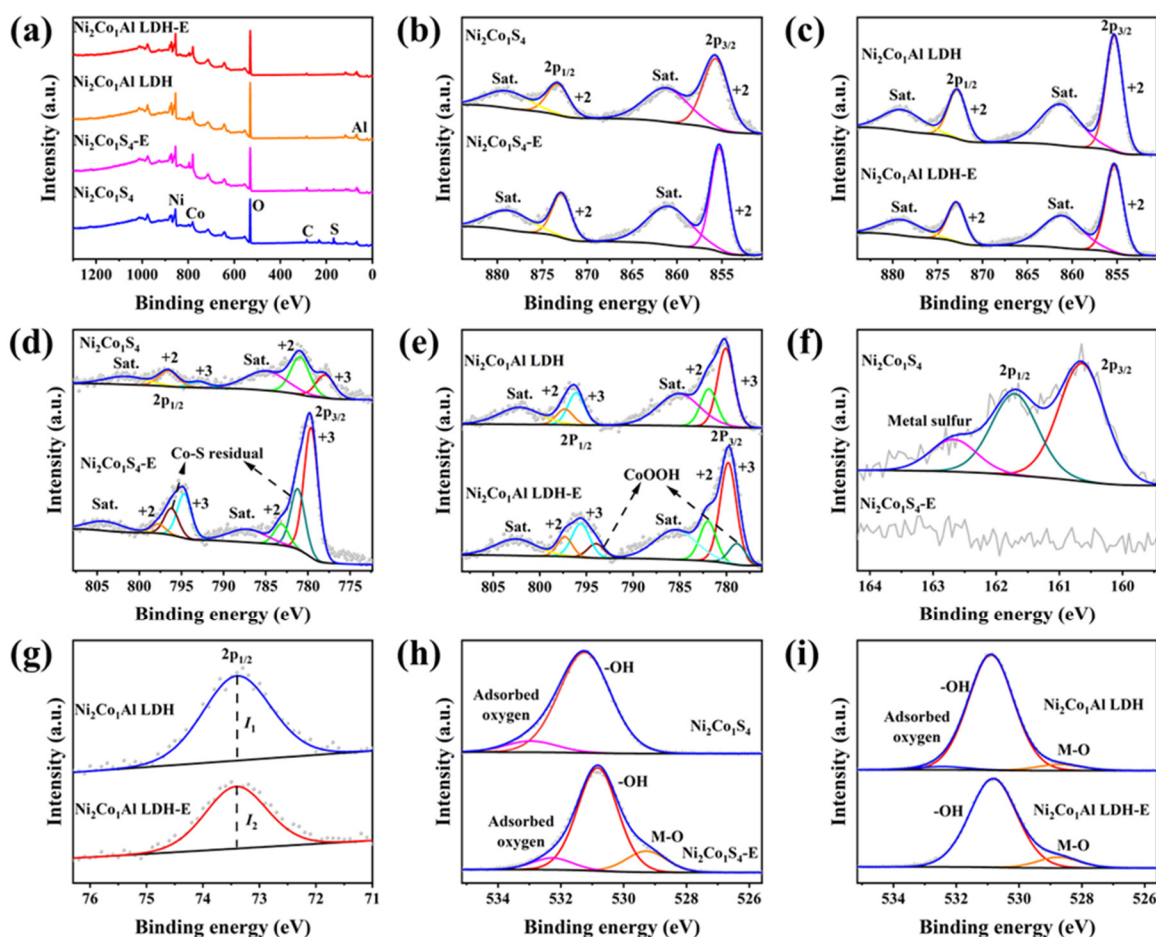 (a)
Ni₂Co₁Al LDH-E
Ni₂Co₁Al LDH
Al
Ni₂Co₁S₄-E
Ni₂Co₁S₄
Ni
Co
O
C
S
Intensity (a.u.)
1200 1000 800 600 400 200 0
Binding energy (eV)
(b)
Ni₂Co₁S₄
2p₃/₂
Sat.
2p₁/₂
+2
Sat.
+2
Ni₂Co₁S₄-E
Sat.
+2
Sat.
+2
Intensity (a.u.)
880 873 867 860 855
Binding energy (eV)
(c)
Ni₂Co₁Al LDH
2p₃/₂
Sat.
2p₁/₂
+2
Sat.
+2
Ni₂Co₁Al LDH-E
Sat.
+2
Sat.
+2
Intensity (a.u.)
880 875 867 860 855
Binding energy (eV)
(d)
Ni₂Co₁S₄
Sat.
+2
+3
Sat.
+2
+3
2p₁/₂
2p₃/₂
Ni₂Co₁S₄-E
Co-S residual
Sat.
+2
+3
Sat.
+2
+3
Intensity (a.u.)
805 800 795 790 785 780 775
Binding energy (eV)
(e)
Ni₂Co₁Al LDH
Sat.
+2
+3
Sat.
+2
+3
2P₁/₂
2P₃/₂
Ni₂Co₁Al LDH-E
CoOOH
Sat.
+2
+3
Sat.
+2
+3
Intensity (a.u.)
805 800 795 790 785 780
Binding energy (eV)
(f)
Ni₂Co₁S₄
2p₃/₂
2p₁/₂
Metal sulfur
Ni₂Co₁S₄-E
Intensity (a.u.)
164 163 162 161 160
Binding energy (eV)
(g)
2p₁/₂
Ni₂Co₁Al LDH
I₁
Ni₂Co₁Al LDH-E
I₂
Intensity (a.u.)
76 75 74 73 72 71
Binding energy (eV)
(h)
-OH
Adsorbed
oxygen
Ni₂Co₁S₄
-OH
Adsorbed
oxygen
M-O
Ni₂Co₁S₄-E
Intensity (a.u.)
534 532 530 528 526
Binding energy (eV)
(i)
-OH
Ni₂Co₁Al LDH
Adsorbed
oxygen
M-O
-OH
Ni₂Co₁Al LDH-E
M-O
Intensity (a.u.)
534 532 530 528 526
Binding energy (eV)